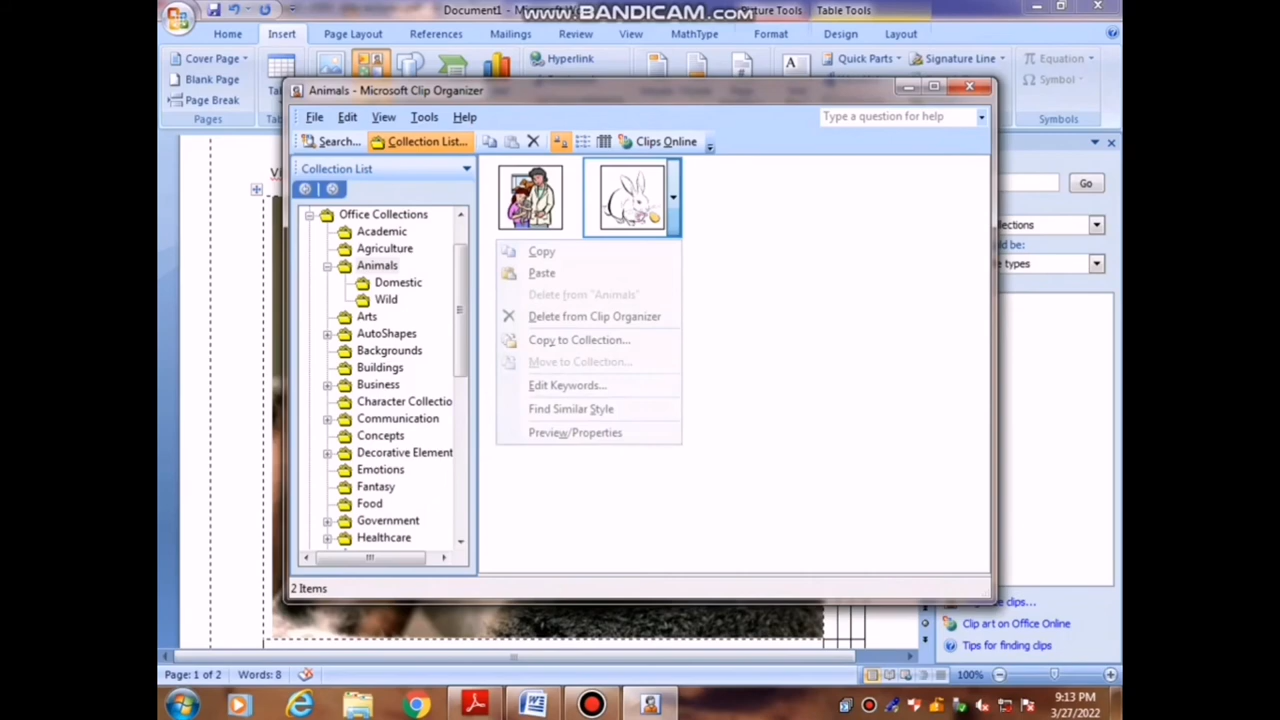 Document1 - Microsoft W
www.BANDICAM.com
Picture Tools
Table Tools
Home
Insert
Page Layout
References
Mailings
Review
View
MathType
Format
Design
Layout
Cover Page
Blank Page
Page Break
Pages
Hyperlink
Quick Parts
Signature Line
Equation
Symbol
Symbols
Animals - Microsoft Clip Organizer
File
Edit
View
Tools
Help
Type a question for help
Search...
Collection List...
Clips Online
Collection List
Office Collections
Academic
Agriculture
Animals
Domestic
Wild
Arts
AutoShapes
Backgrounds
Buildings
Business
Character Collectio
Communication
Concepts
Decorative Element
Emotions
Fantasy
Food
Government
Healthcare
Copy
Paste
Delete from "Animals"
Delete from Clip Organizer
Copy to Collection...
Move to Collection...
Edit Keywords...
Find Similar Style
Preview/Properties
2 Items
Go
lections
d be:
e types
clips...
Clip art on Office Online
Tips for finding clips
Page: 1 of 2
Words: 8
100%
9:13 PM
3/27/2022